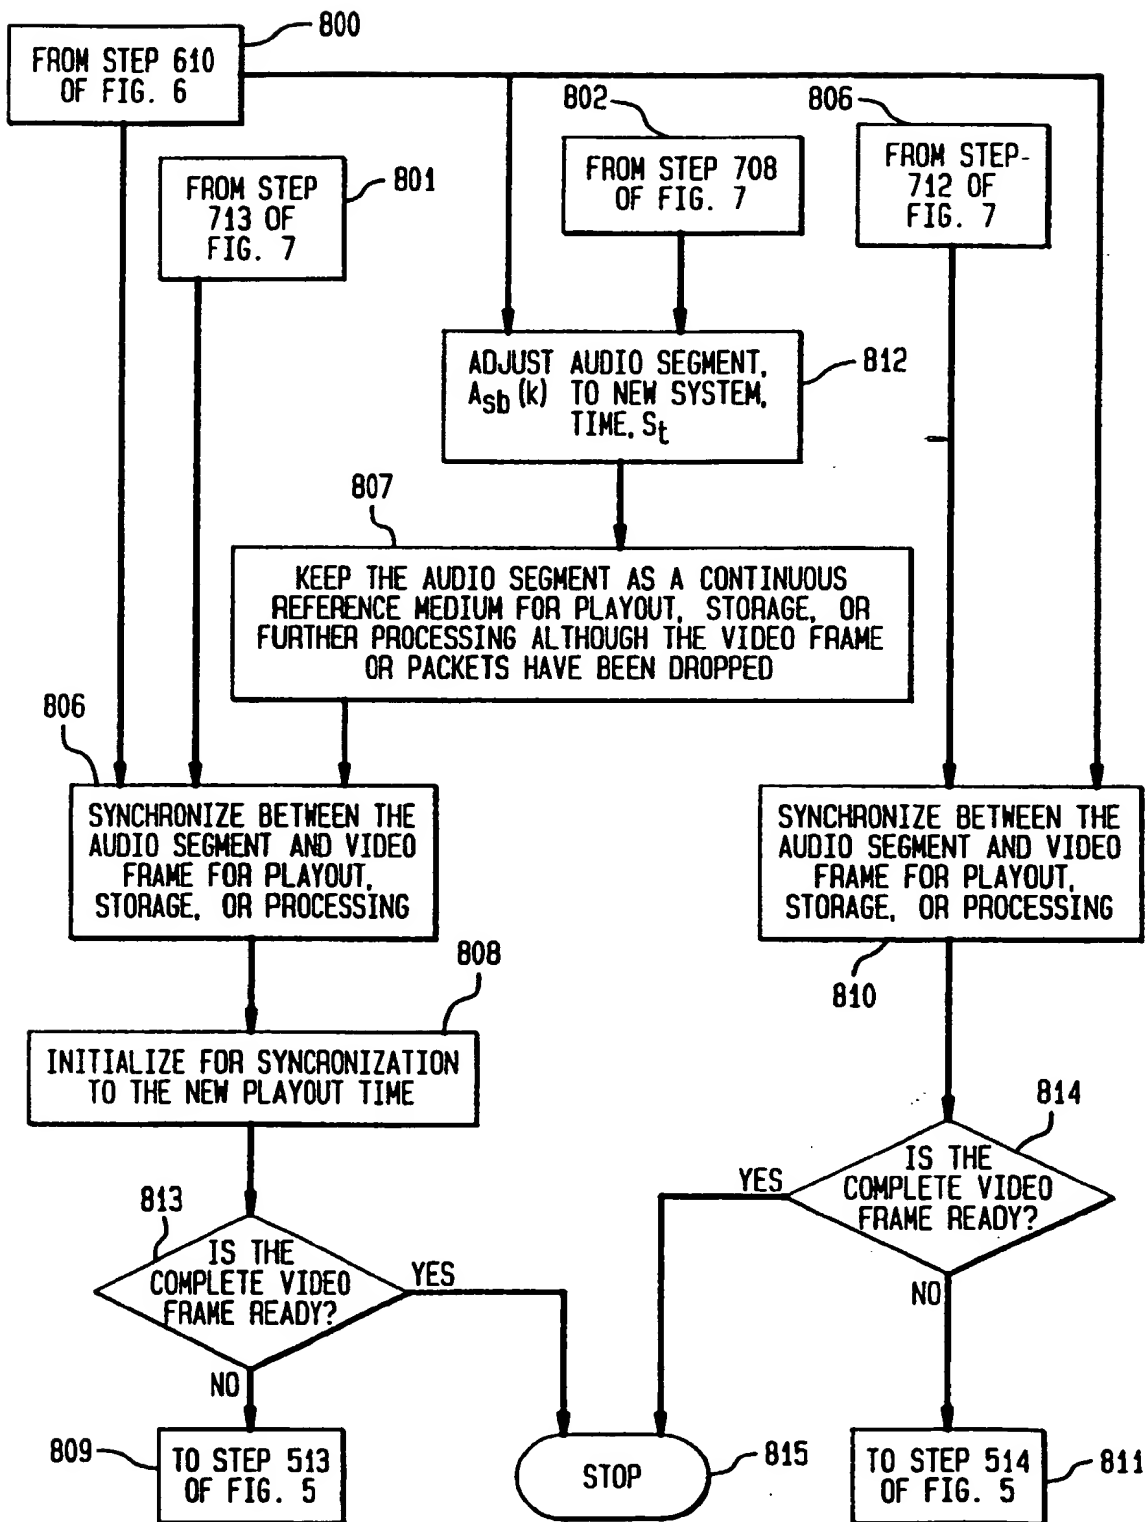 800
FROM STEP 610
OF FIG. 6
802
806
FROM STEP
713 OF
FIG. 7
801
FROM STEP 708
OF FIG. 7
FROM STEP-
712 OF
FIG. 7
ADJUST AUDIO SEGMENT,
Asb(k) TO NEW SYSTEM,
TIME, St
812
807
KEEP THE AUDIO SEGMENT AS A CONTINUOUS
REFERENCE MEDIUM FOR PLAYOUT, STORAGE, OR
FURTHER PROCESSING ALTHOUGH THE VIDEO FRAME
OR PACKETS HAVE BEEN DROPPED
806
SYNCHRONIZE BETWEEN THE
AUDIO SEGMENT AND VIDEO
FRAME FOR PLAYOUT,
STORAGE, OR PROCESSING
SYNCHRONIZE BETWEEN THE
AUDIO SEGMENT AND VIDEO
FRAME FOR PLAYOUT,
STORAGE, OR PROCESSING
810
808
INITIALIZE FOR SYNCRONIZATION
TO THE NEW PLAYOUT TIME
814
IS THE
COMPLETE VIDEO
FRAME READY?
YES
NO
813
IS THE
COMPLETE VIDEO
FRAME READY?
YES
NO
809
TO STEP 513
OF FIG. 5
STOP
815
TO STEP 514
OF FIG. 5
811